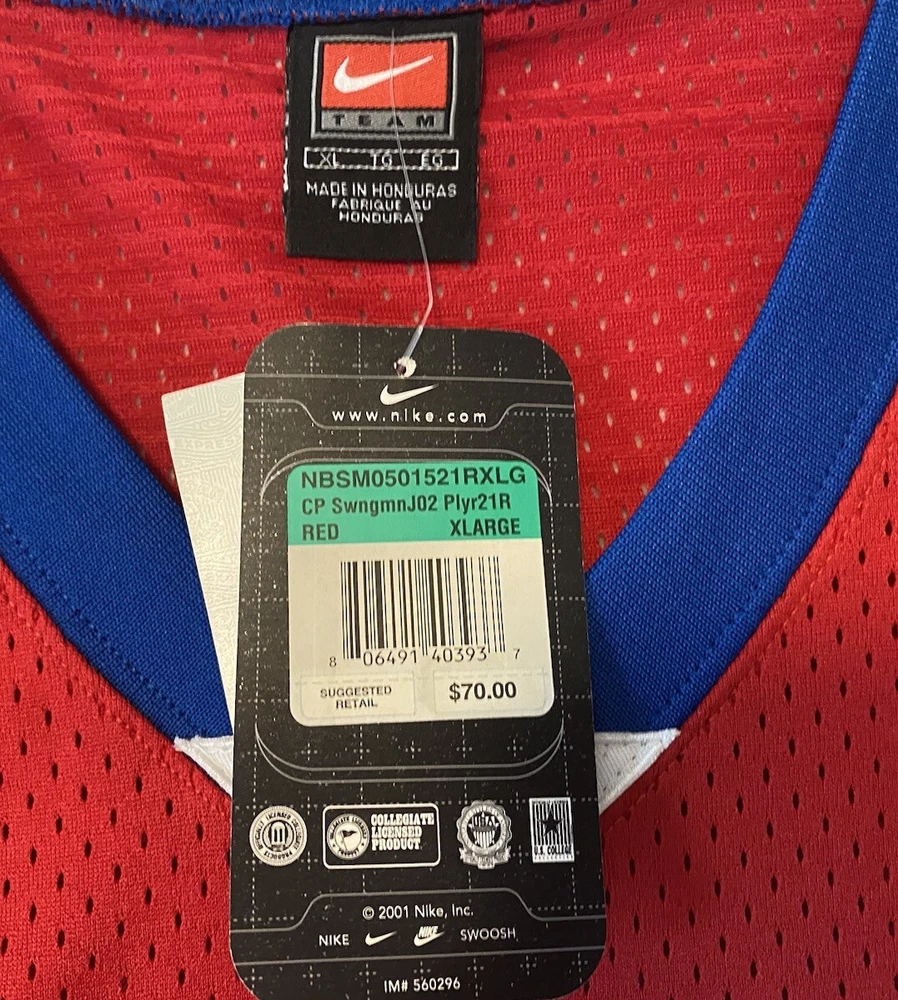 TEAM
XL TG EG
MADE IN HONDURAS
FABRIQUE AU
HONDURAS
www.nike.com
NBSM0501521RXLG
CP SwngmnJ02 Plyr21R
RED XLARGE
8 06491 40393 7
SUGGESTED
RETAIL
$70.00
COLLEGIATE
LICENSED
PRODUCT
U.S. COLLEGE
© 2001 Nike, Inc.
NIKE NIKE SWOOSH
IM# 560296